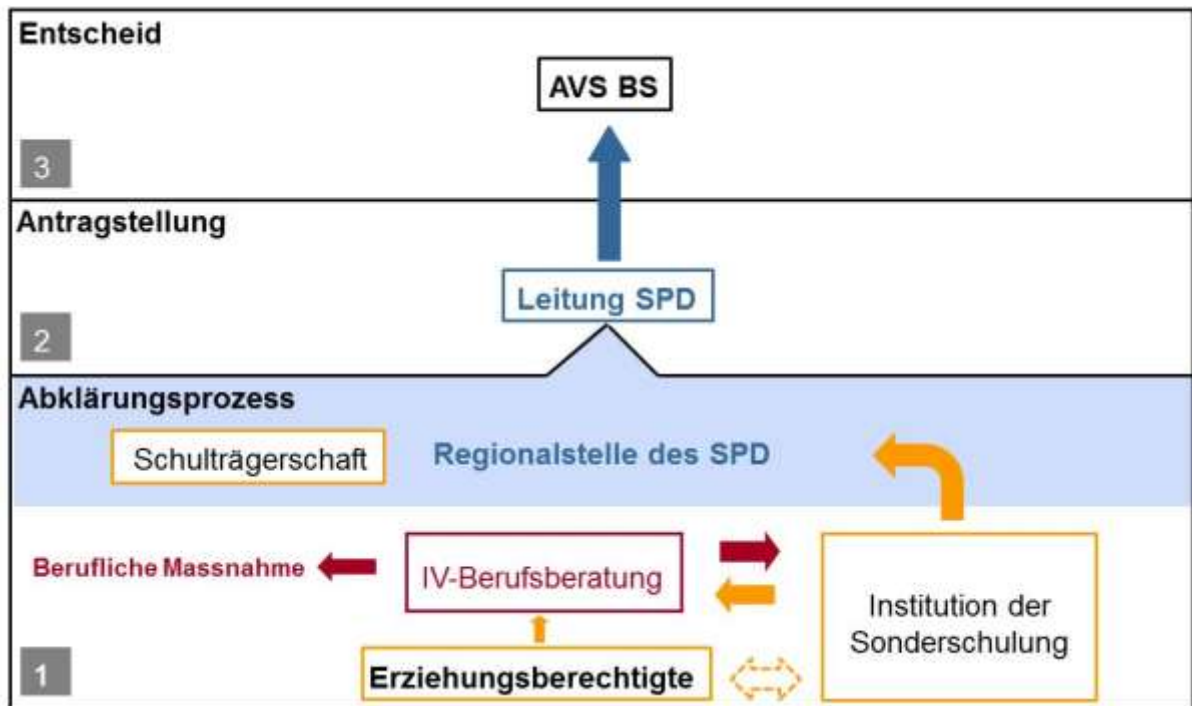 Entscheid
AVS BS
3
Antragstellung
Leitung SPD
2
Abklärungsprozess
Schulträgerschaft
Regionalstelle des SPD
Berufliche Massnahme
IV-Berufsberatung
Institution der
Sonderschulung
Erziehungsberechtigte
1